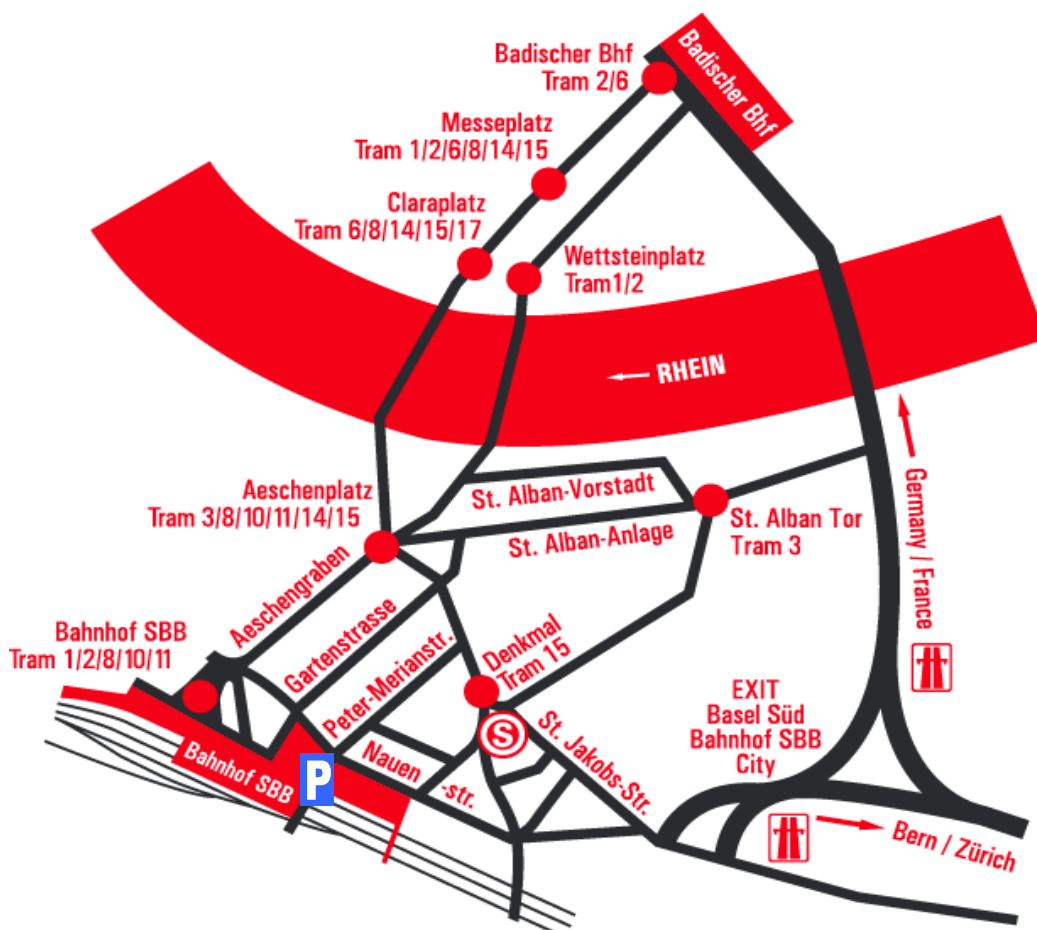 Badischer Bhf
Tram 2/6
Badischer Bhf
Messeplatz
Tram 1/2/6/8/14/15
Claraplatz
Tram 6/8/14/15/17
Wettsteinplatz
Tram1/2
RHEIN
Aeschenplatz
Tram 3/8/10/11/14/15
St. Alban-Vorstadt
St. Alban-Anlage
St. Alban Tor
Tram 3
Germany / France
Aeschengraben
Bahnhof SBB
Tram 1/2/8/10/11
Gartenstrasse
Peter-Merianstr.
Denkmal
Tram 15
S
St. Jakobs-Str.
EXIT
Basel Süd
Bahnhof SBB
City
Bahnhof SBB
P
Nauen
-str.
Bern / Zürich